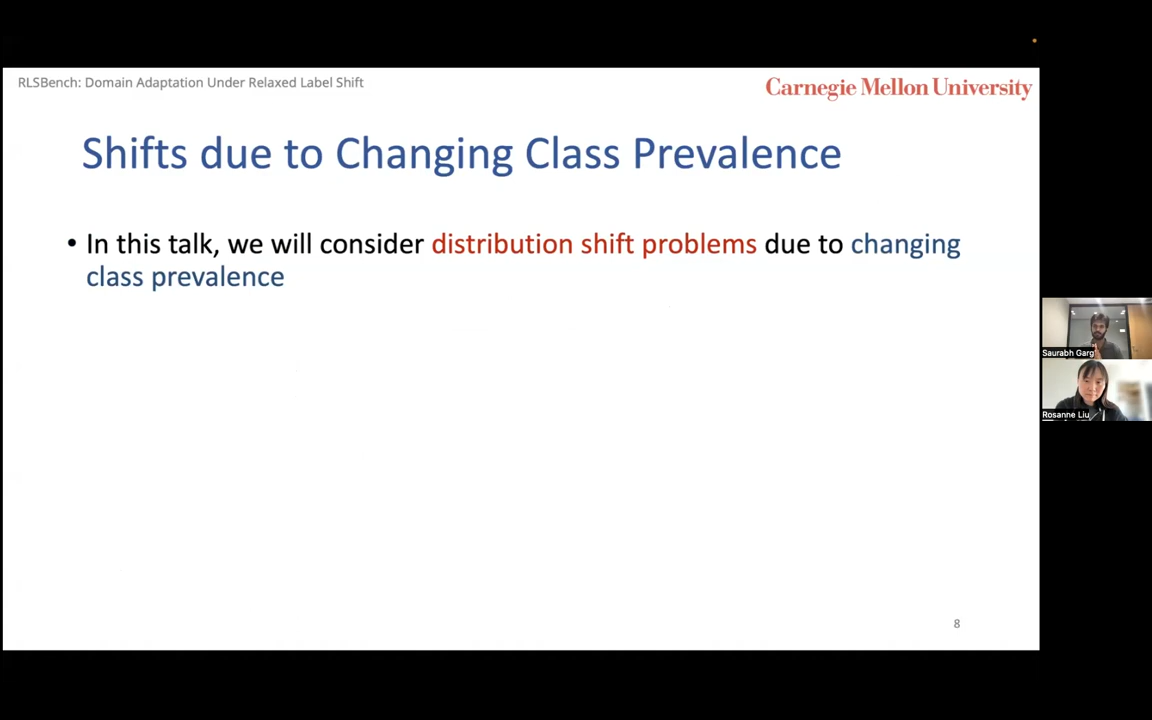 RLSBench: Domain Adaptation Under Relaxed Label Shift
Carnegie Mellon University
Shifts due to Changing Class Prevalence
• In this talk, we will consider distribution shift problems due to changing
class prevalence
Saurabh Garg
Rosanne Liu
8